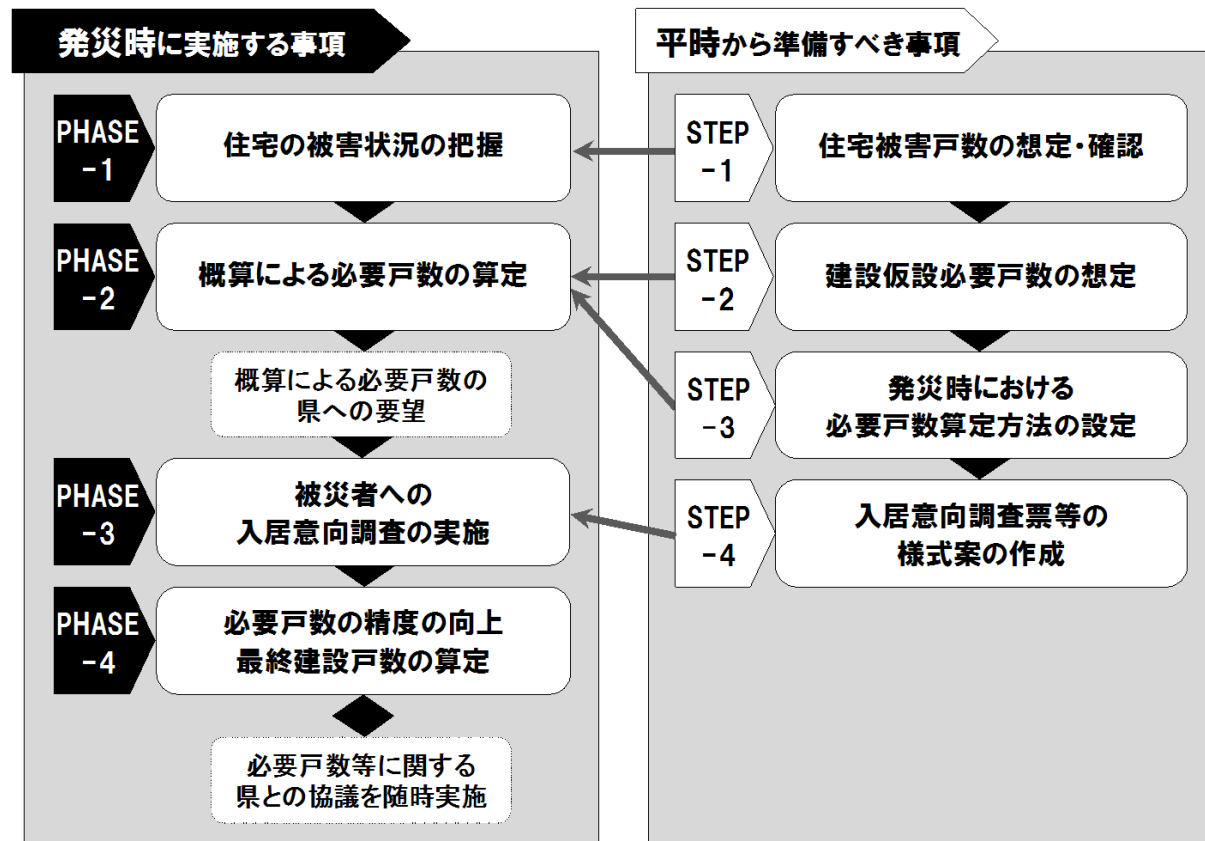 発災時に実施する事項
PHASE
-1
住宅の被害状況の把握
PHASE
-2
概算による必要戸数の算定
概算による必要戸数の
県への要望
PHASE
-3
被災者への
入居意向調査の実施
PHASE
-4
必要戸数の精度の向上
最終建設戸数の算定
必要戸数等に関する
県との協議を随時実施
平時から準備すべき事項
STEP
-1
住宅被害戸数の想定・確認
STEP
-2
建設仮設必要戸数の想定
STEP
-3
発災時における
必要戸数算定方法の設定
STEP
-4
入居意向調査票等の
様式案の作成